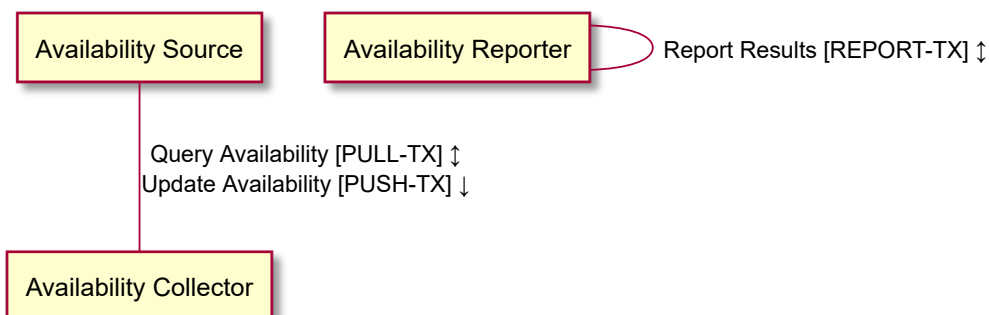 Availability Source
Availability Reporter
Report Results [REPORT-TX] ↕
Query Availability [PULL-TX] ↕
Update Availability [PUSH-TX] ↓
Availability Collector